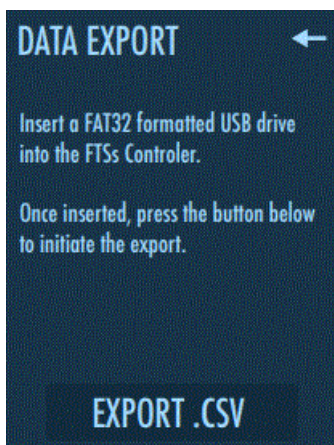 DATA EXPORT
Insert a FAT32 formatted USB drive
into the FTSs Controler.
Once inserted, press the button below
to initiate the export.
EXPORT .CSV